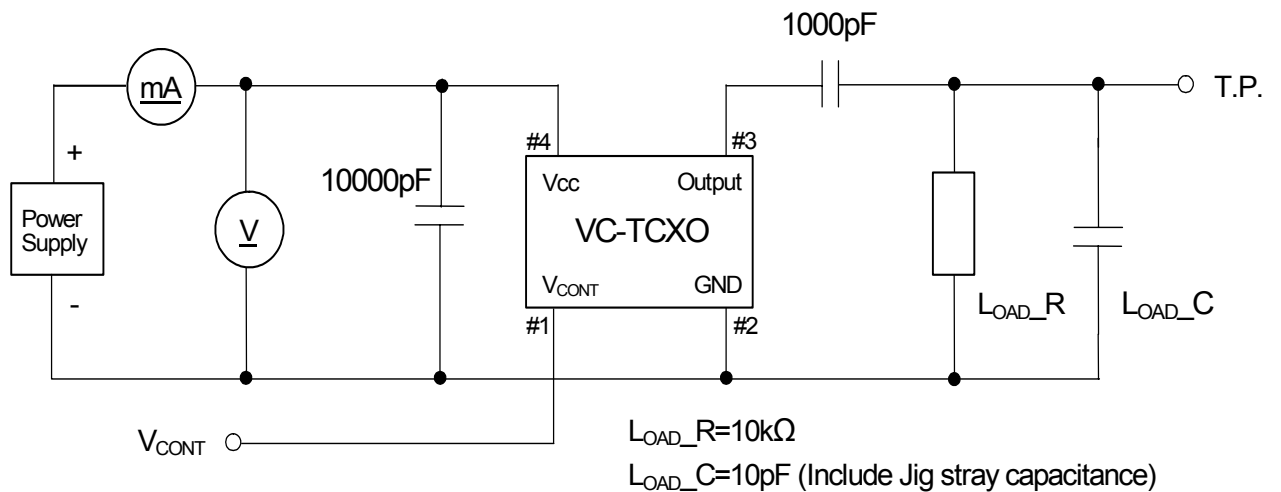 1000pF
mA
T.P.
#4
#3
+
10000pF
Vcc
Output
Power
Supply
V
VC-TCXO
VCONT
GND
-
LOAD_R
LOAD_C
#1
#2
VCONT
LOAD_R=10kΩ
LOAD_C=10pF (Include Jig stray capacitance)